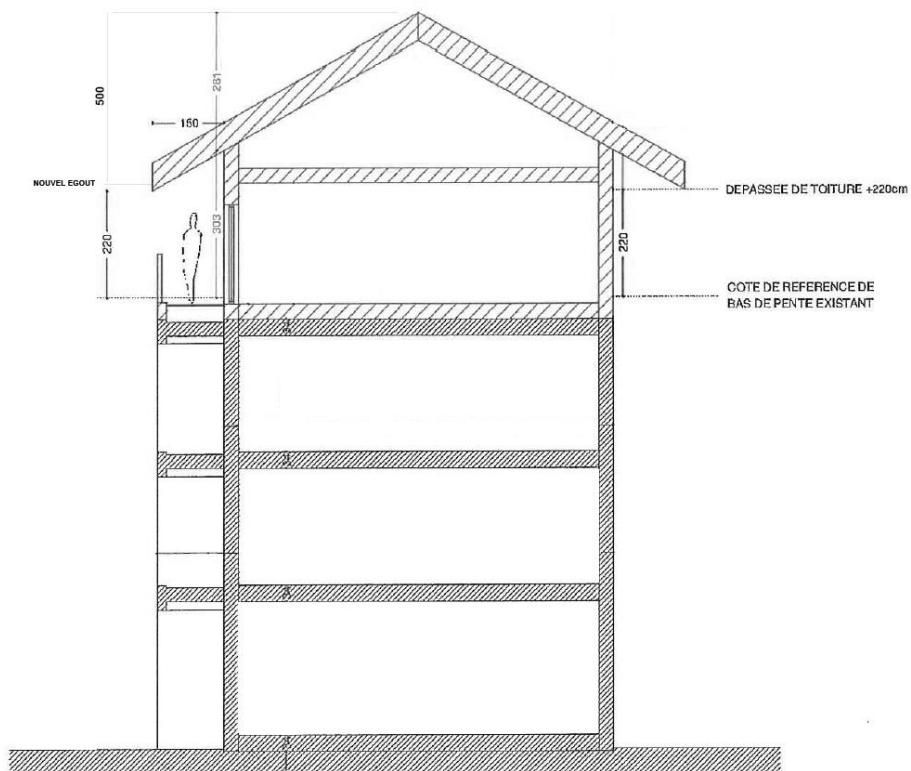 500
281
160
NOUVEL EGOUT
DEPASSEE DE TOITURE +220cm
220
303
220
COTE DE REFERENCE DE
BAS DE PENTE EXISTANT